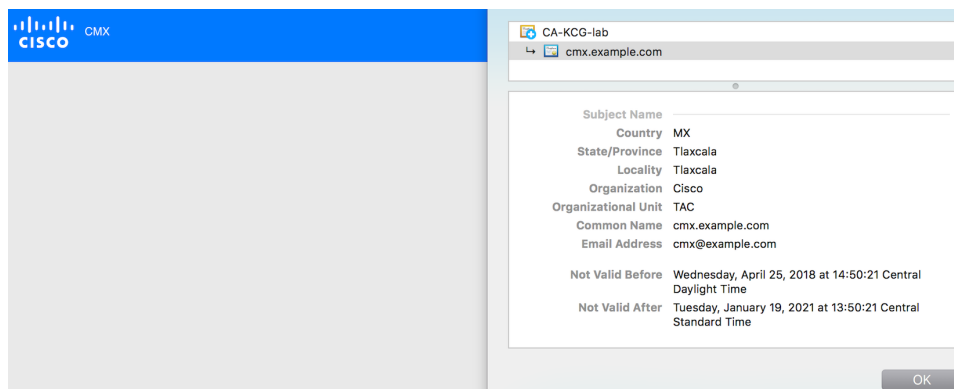 CISCO CMX
CA-KCG-lab
cmx.example.com
Subject Name
Country MX
State/Province Tlaxcala
Locality Tlaxcala
Organization Cisco
Organizational Unit TAC
Common Name cmx.example.com
Email Address cmx@example.com
Not Valid Before Wednesday, April 25, 2018 at 14:50:21 Central
Daylight Time
Not Valid After Tuesday, January 19, 2021 at 13:50:21 Central
Standard Time
OK